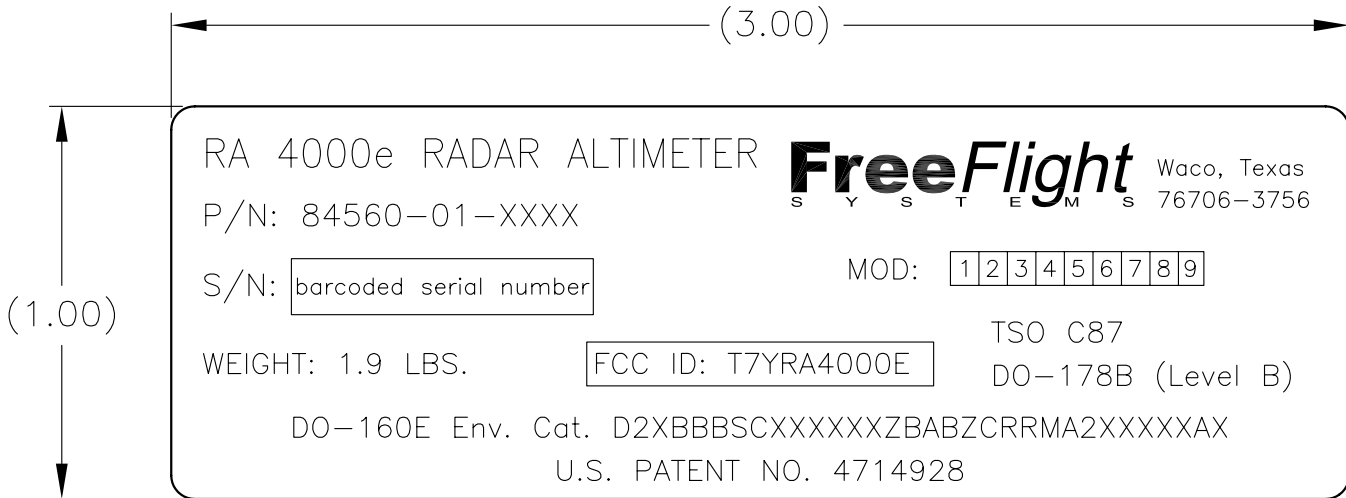 (3.00)
(1.00)
RA 4000e RADAR ALTIMETER
FreeFlight
SYSTEMS
Waco, Texas
76706-3756
P/N: 84560-01-XXXX
S/N: barcoded serial number
MOD: 1 2 3 4 5 6 7 8 9
WEIGHT: 1.9 LBS.
FCC ID: T7YRA4000E
TSO C87
DO-178B (Level B)
DO-160E Env. Cat. D2XBBBSCXXXXXXZBABZCRRMA2XXXXXAX
U.S. PATENT NO. 4714928